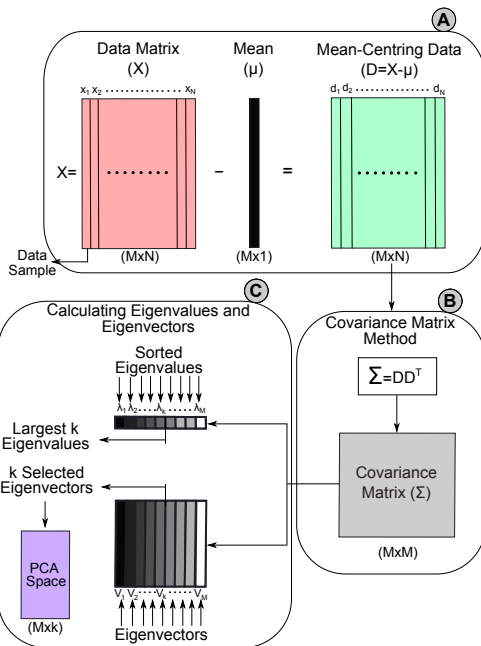 A
Data Matrix
(X)
Mean
(μ)
Mean-Centring Data
(D=X-μ)
x1 x2 ................ xN
d1 d2 ........ dN
X=
........
−
=
........
(MxN)
(Mx1)
(MxN)
Data
Sample
B
Covariance Matrix
Method
Σ=DDT
Covariance
Matrix (Σ)
(MxM)
C
Calculating Eigenvalues and
Eigenvectors
Sorted
Eigenvalues
λ1 λ2 ..... λk ...... λM
Largest k
Eigenvalues
k Selected
Eigenvectors
PCA
Space
(Mxk)
V1 V2 ..... Vk ...... VM
Eigenvectors